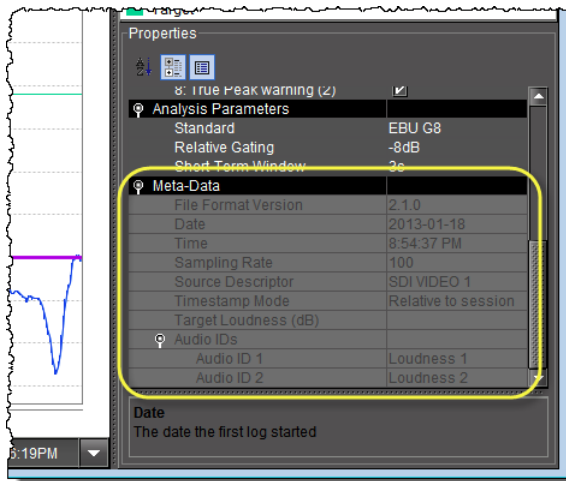 Target
Properties
8: True Peak warning (2)
Analysis Parameters
Standard EBU G8
Relative Gating -8dB
Short Term Window 3s
Meta-Data
File Format Version 2.1.0
Date 2013-01-18
Time 8:54:37 PM
Sampling Rate 100
Source Descriptor SDI VIDEO 1
Timestamp Mode Relative to session
Target Loudness (dB)
Audio IDs
Audio ID 1 Loudness 1
Audio ID 2 Loudness 2
Date
The date the first log started
:19PM